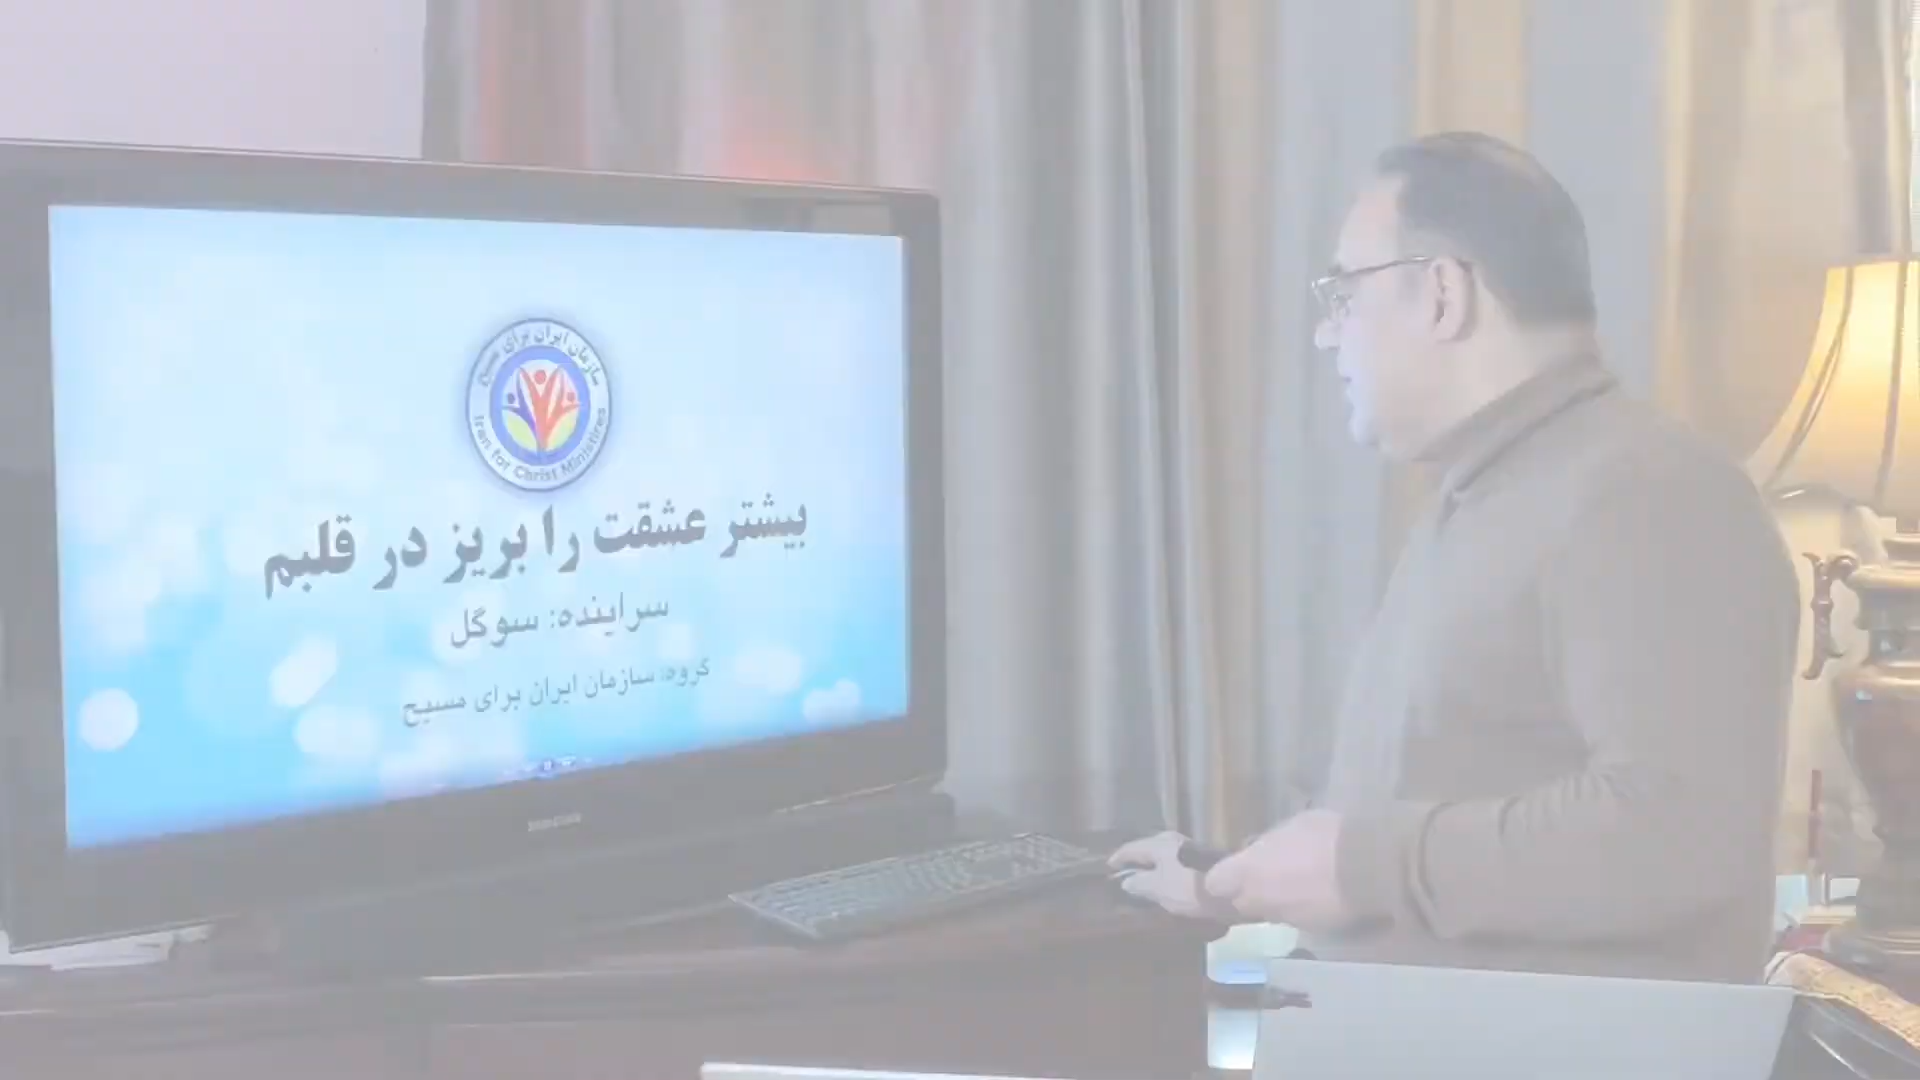 سازمان ایران برای مسیح
Iran for Christ Ministires
بیشتر عشقت را بریز در قلبم
سراینده: سوگل
گروه: سازمان ایران برای مسیح